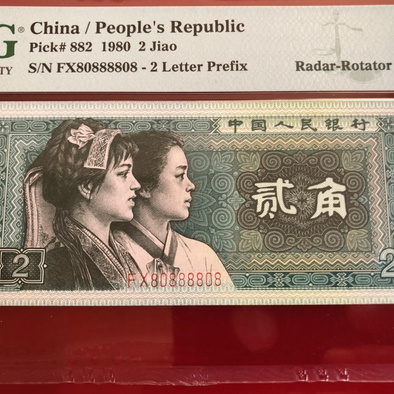 G® China / People's Republic
Pick# 882 1980 2 Jiao
TY S/N FX80888808 - 2 Letter Prefix
Radar-Rotator
中国人民银行
贰角
2
2
FX80888808